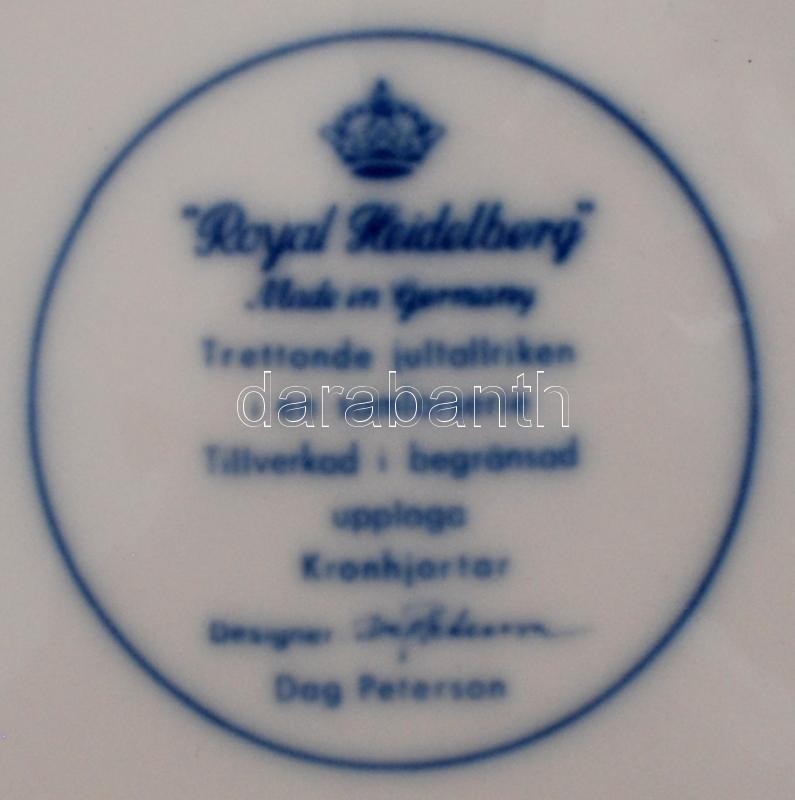 "Royal Heidelberg"
Made in Germany
Trettonde jultallriken
darabanth
Tillverkad i begränsad
upplaga
Kronhjortar
Designer
Dag Peterson